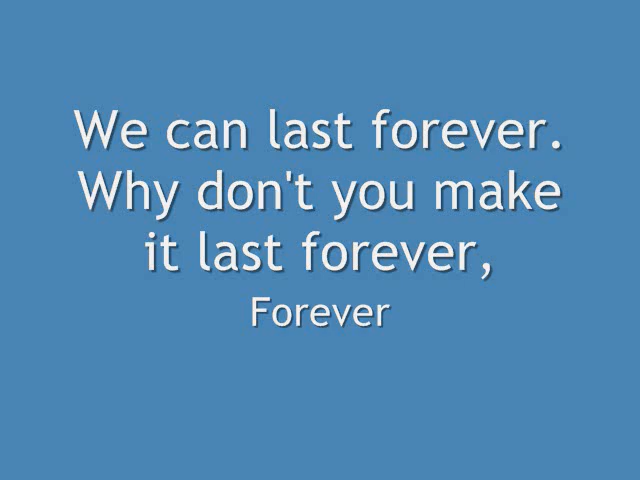 We can last forever.
Why don't you make
it last forever,
Forever